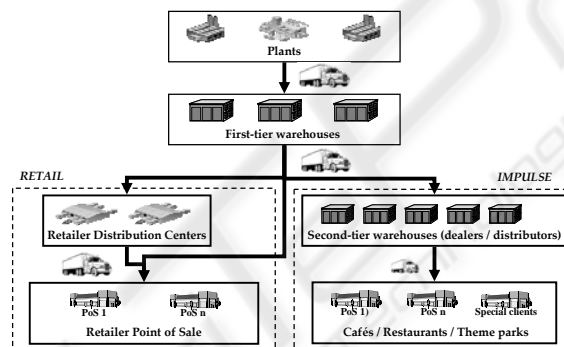 Plants
First-tier warehouses
RETAIL
IMPULSE
Retailer Distribution Centers
Second-tier warehouses (dealers / distributors)
PoS 1
PoS n
Retailer Point of Sale
PoS 1)
PoS n
Special clients
Cafés / Restaurants / Theme parks